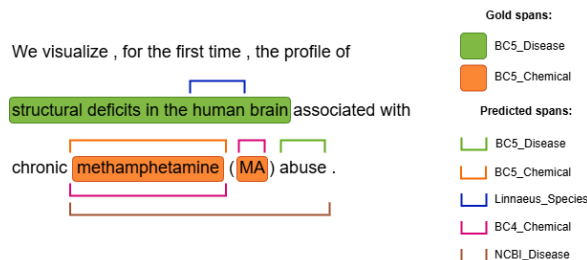 We visualize , for the first time , the profile of
structural deficits in the human brain associated with
chronic methamphetamine ( MA ) abuse .
Gold spans:
BC5_Disease
BC5_Chemical
Predicted spans:
BC5_Disease
BC5_Chemical
Linnaeus_Species
BC4_Chemical
NCBI_Disease